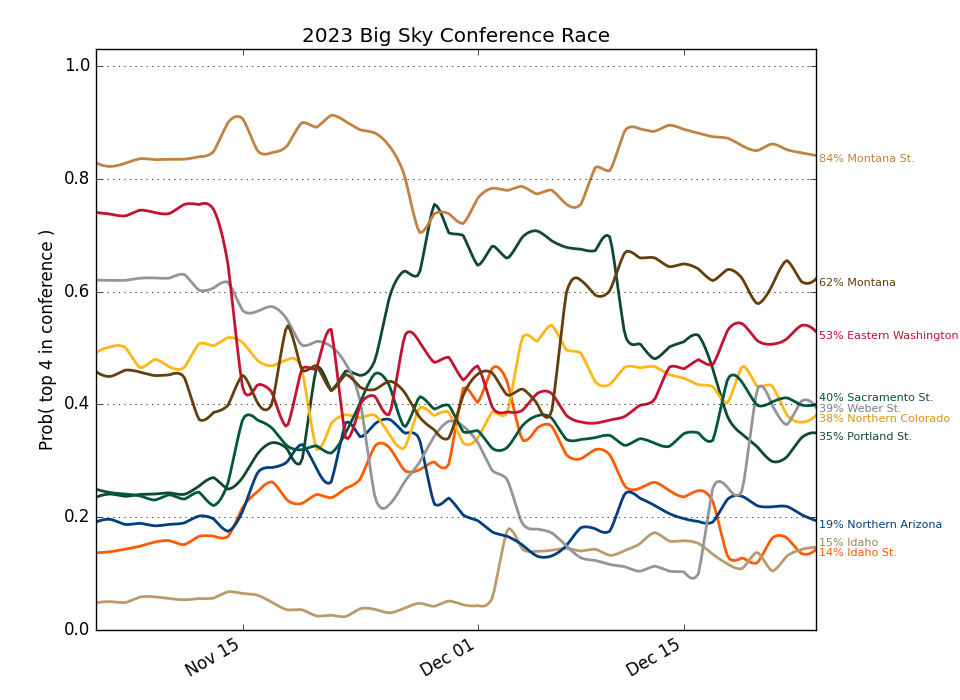 2023 Big Sky Conference Race
Prob( top 4 in conference )
1.0
0.8
0.6
0.4
0.2
0.0
Nov 15
Dec 01
Dec 15
84% Montana St.
62% Montana
53% Eastern Washington
40% Sacramento St.
39% Weber St.
38% Northern Colorado
35% Portland St.
19% Northern Arizona
15% Idaho
14% Idaho St.